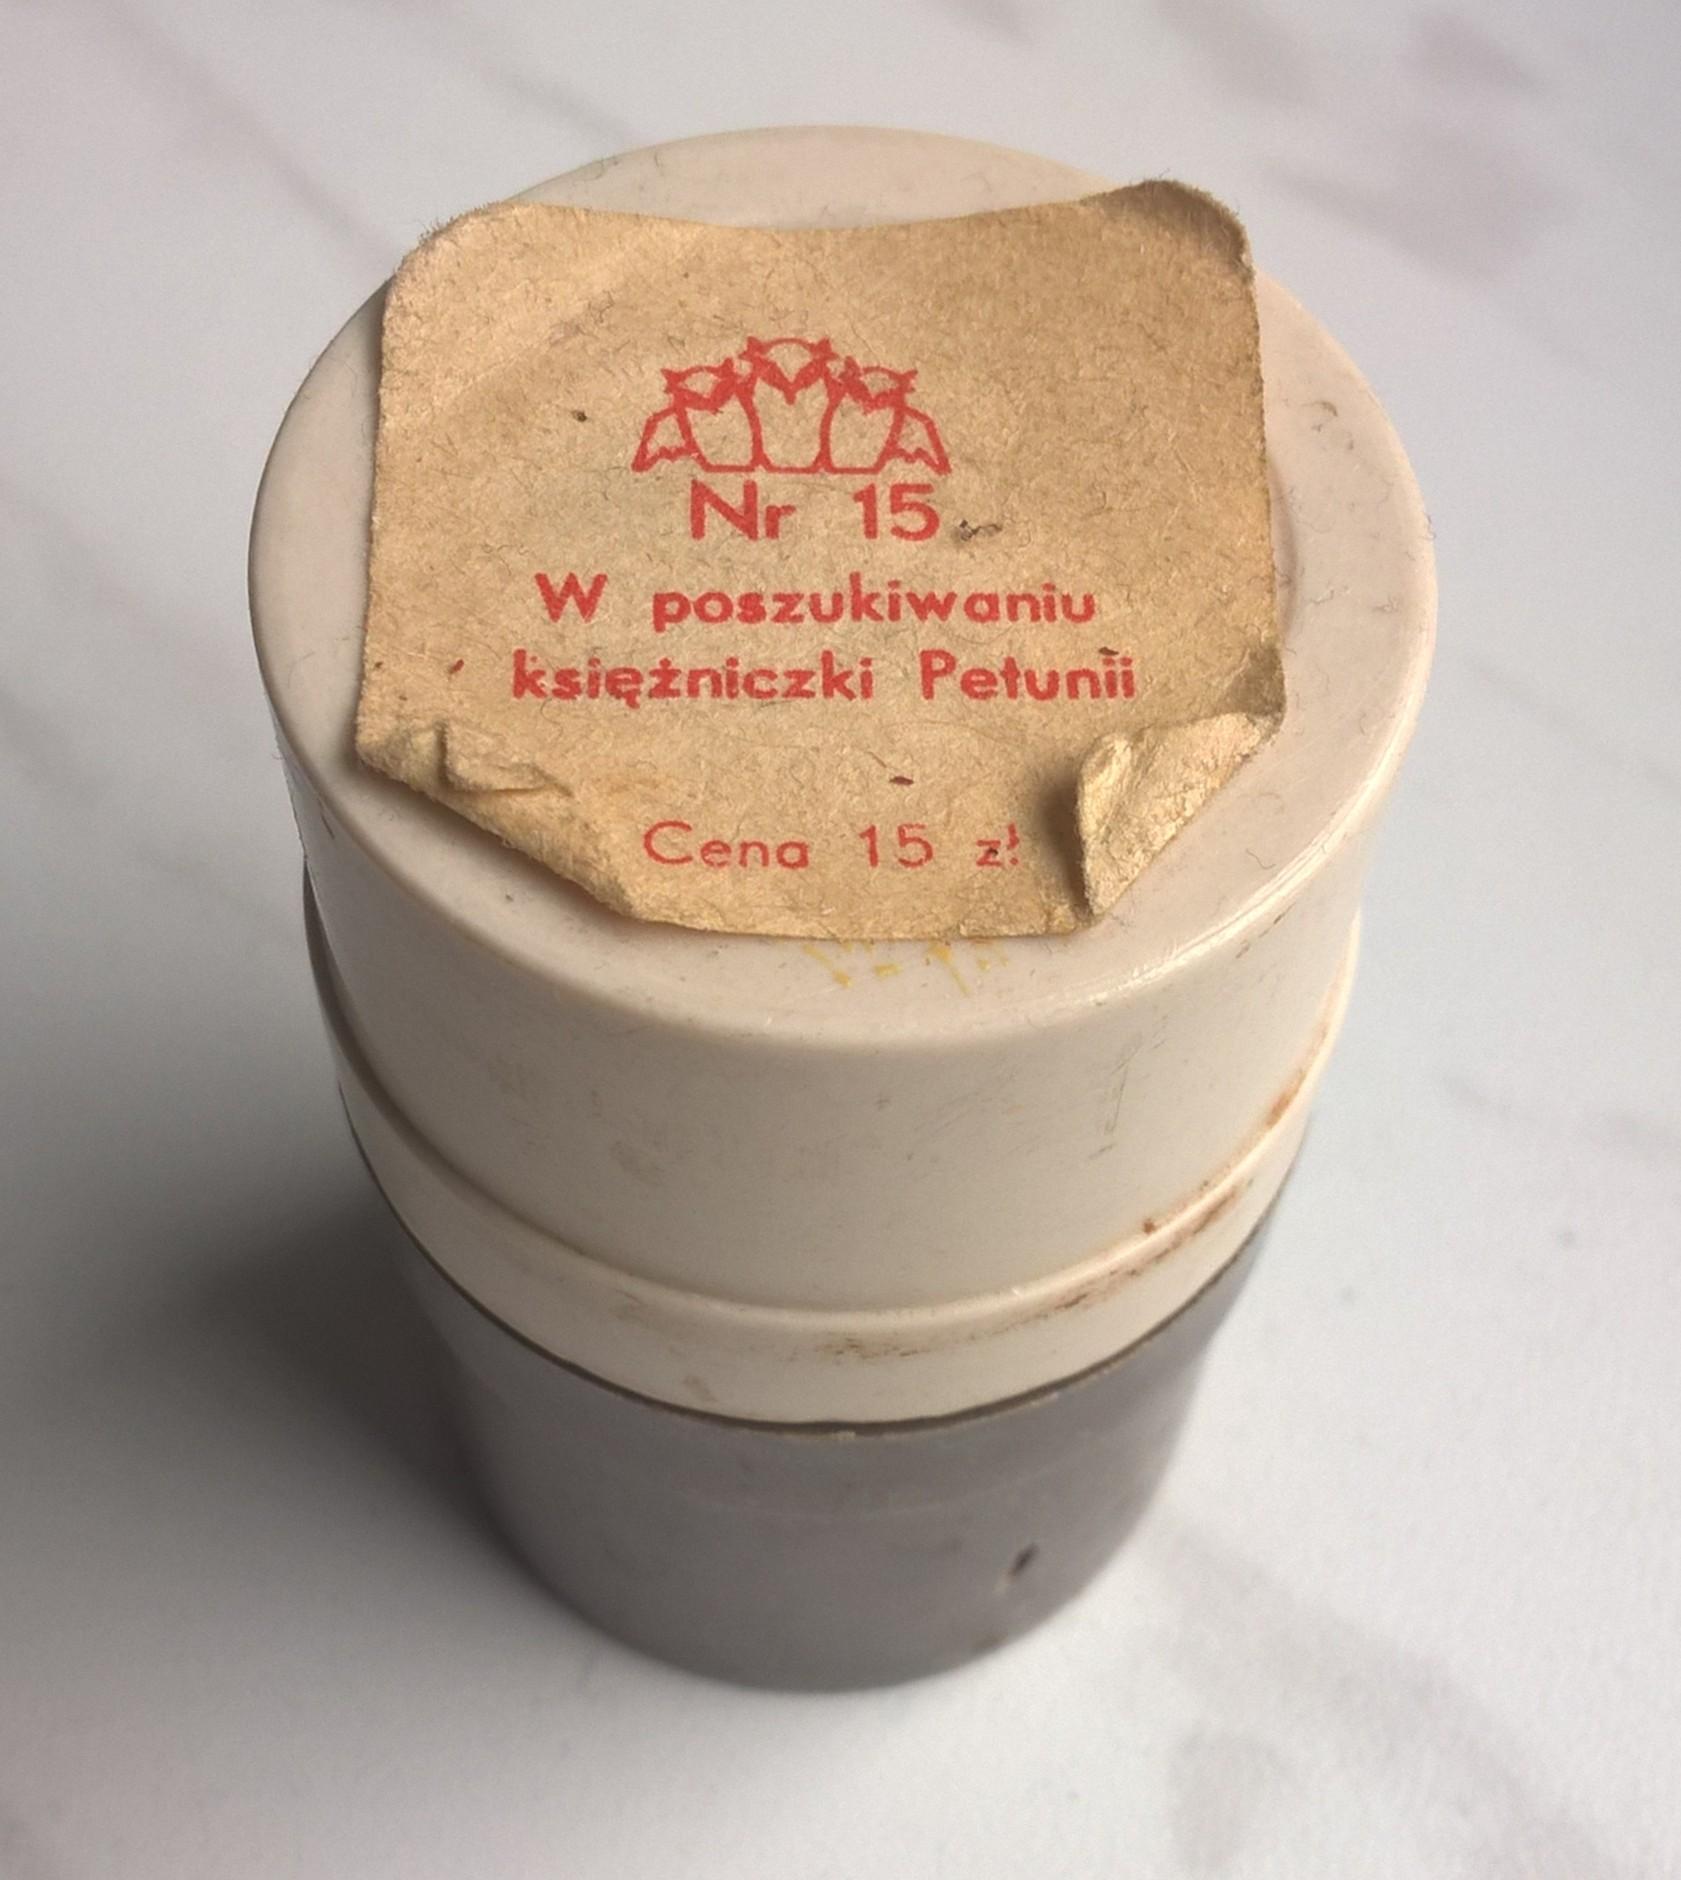 Nr 15
W poszukiwaniu
księżniczki Petunii
Cena 15 zł